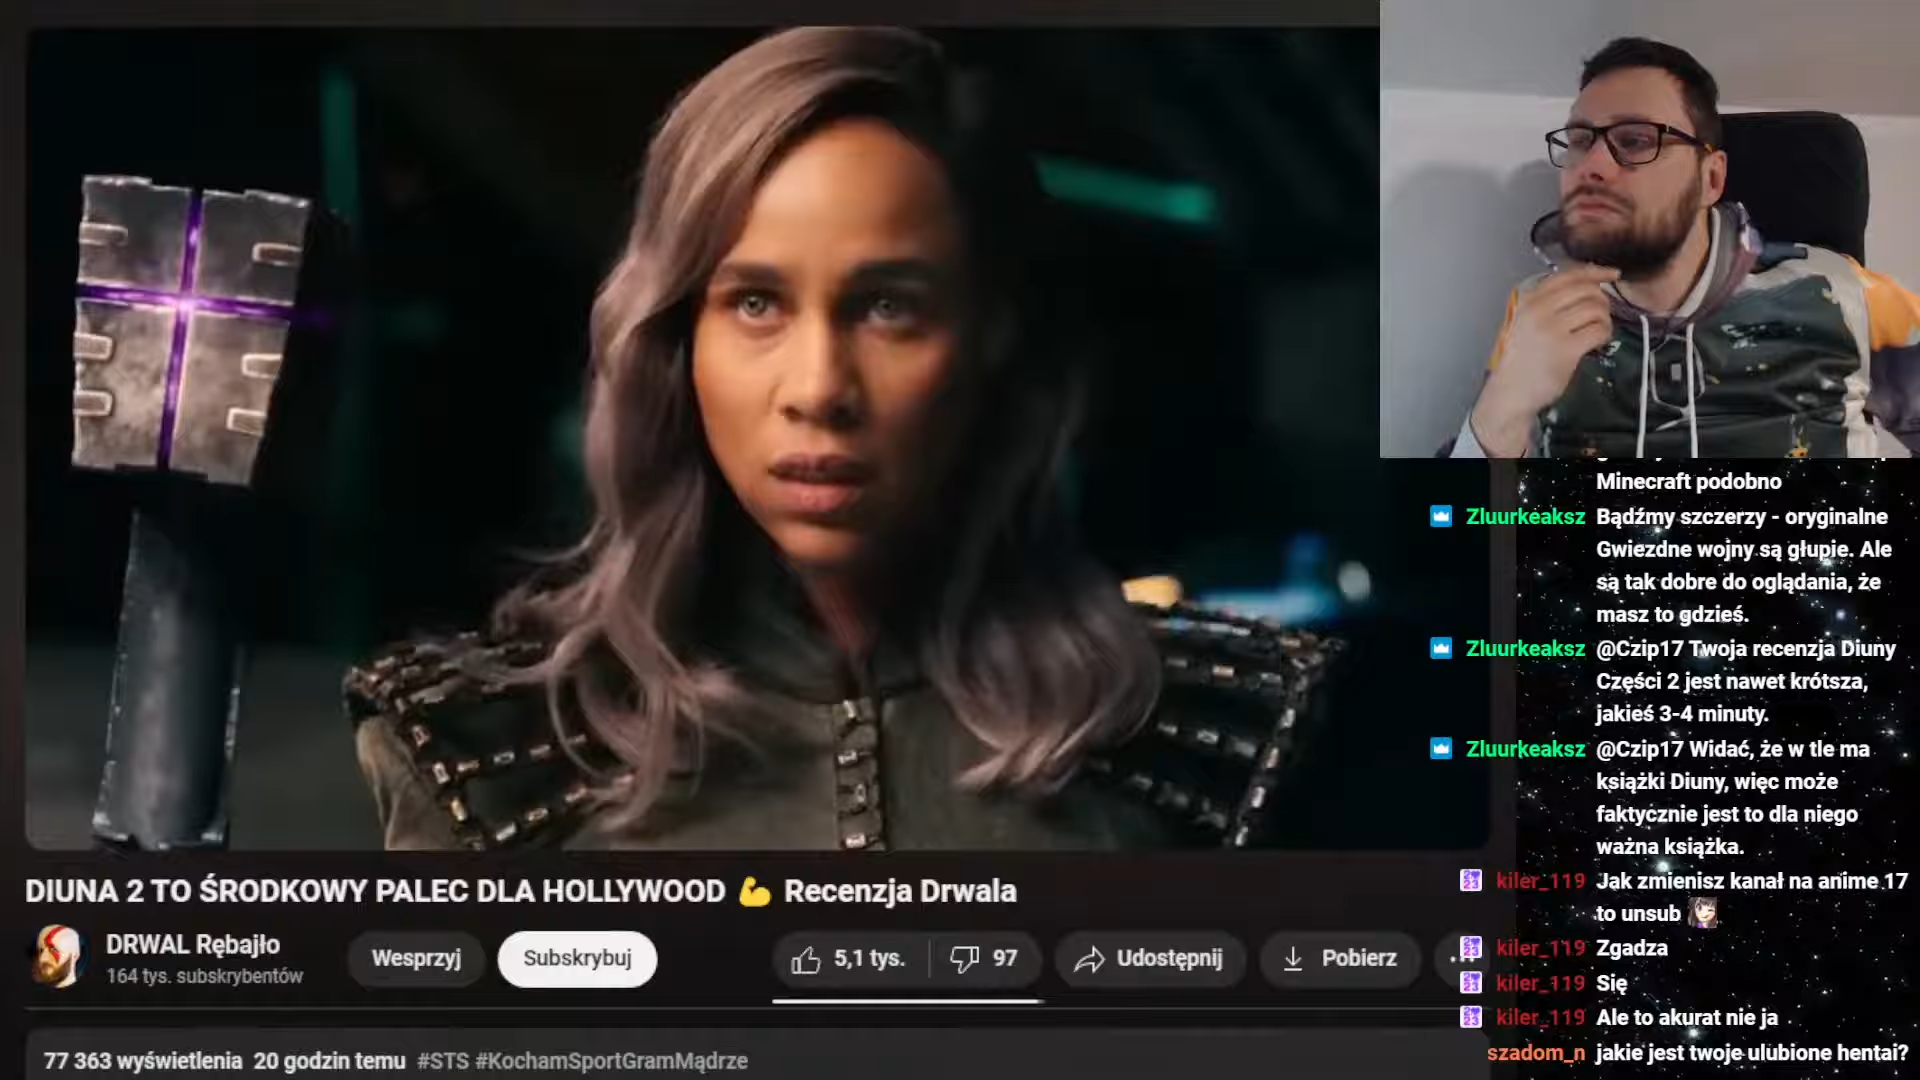 DIUNA 2 TO ŚRODKOWY PALEC DLA HOLLYWOOD 💪 Recenzja Drwala
DRWAL Rębajło
164 tys. subskrybentów
Wesprzyj
Subskrybuj
5,1 tys.
97
Udostępnij
Pobierz
77 363 wyświetlenia 20 godzin temu #STS #KochamSportGramMądrze
Minecraft podobno
Zluurkeaksz Bądźmy szczerzy - oryginalne
Gwiezdne wojny są głupie. Ale
są tak dobre do oglądania, że
masz to gdzieś.
Zluurkeaksz @Czip17 Twoja recenzja Diuny
Części 2 jest nawet krótsza,
jakieś 3-4 minuty.
Zluurkeaksz @Czip17 Widać, że w tle ma
książki Diuny, więc może
faktycznie jest to dla niego
ważna książka.
kiler_119 Jak zmienisz kanał na anime 17
to unsub
kiler_119 Zgadza
kiler_119 Się
kiler_119 Ale to akurat nie ja
szadom_n jakie jest twoje ulubione hentai?